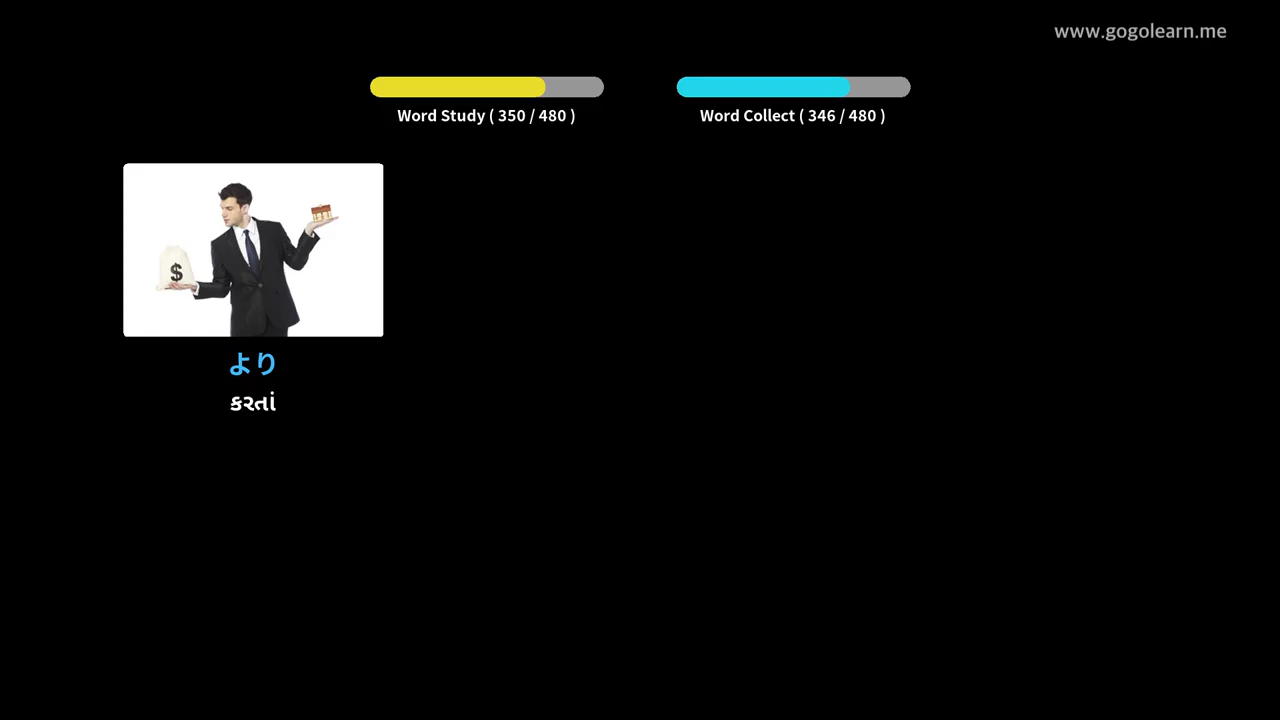 www.gogolearn.me
Word Study ( 350 / 480 )
Word Collect ( 346 / 480 )
$
より
કરતાં